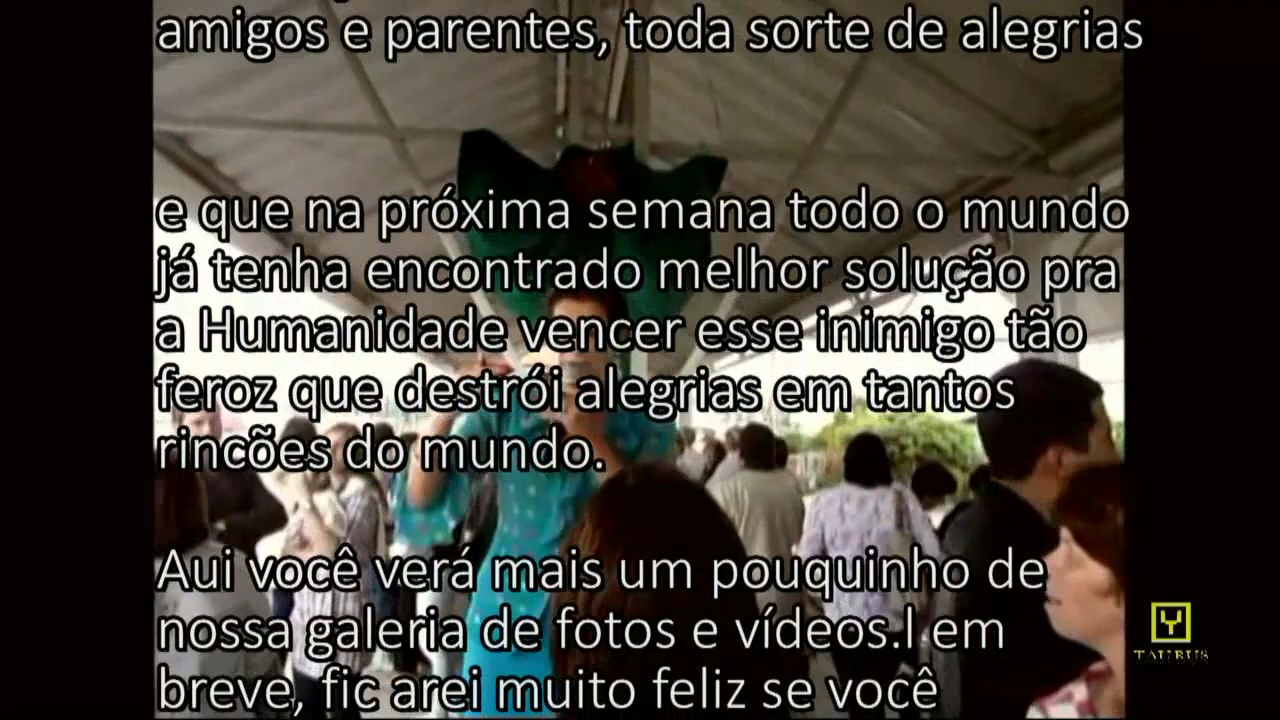 amigos e parentes, toda sorte de alegrias
e que na próxima semana todo o mundo
já tenha encontrado melhor solução pra
a Humanidade vencer esse inimigo tão
feroz que destrói alegrias em tantos
rincões do mundo.
Aui você verá mais um pouquinho de
nossa galeria de fotos e vídeos.l em
breve, fic arei muito feliz se você
TAURUS